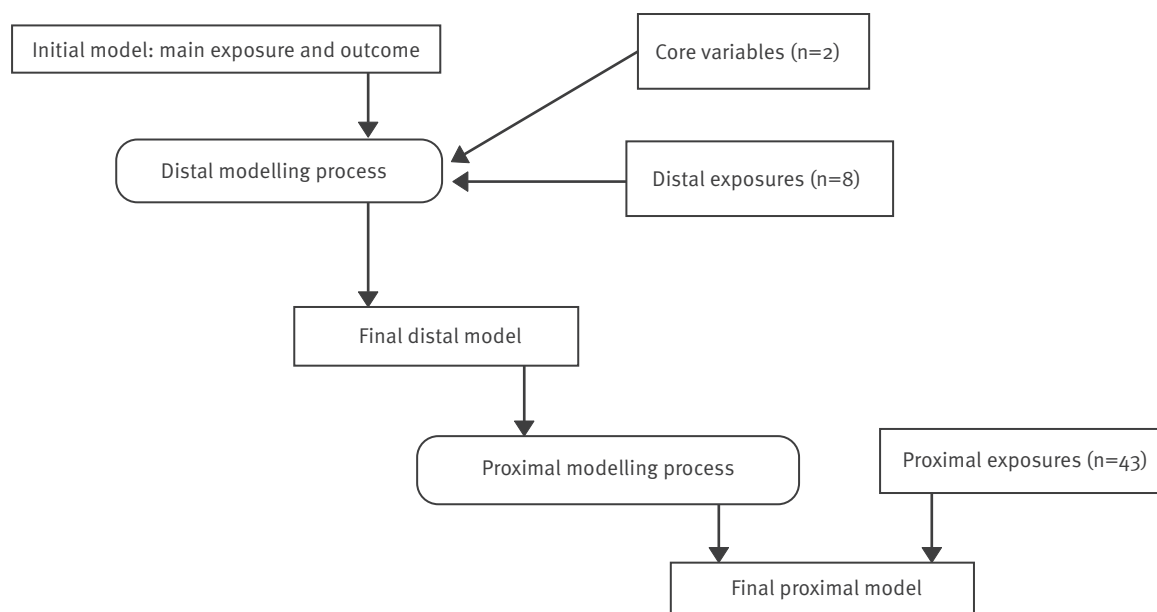 Initial model: main exposure and outcome
Core variables (n=2)
Distal modelling process
Distal exposures (n=8)
Final distal model
Proximal modelling process
Proximal exposures (n=43)
Final proximal model